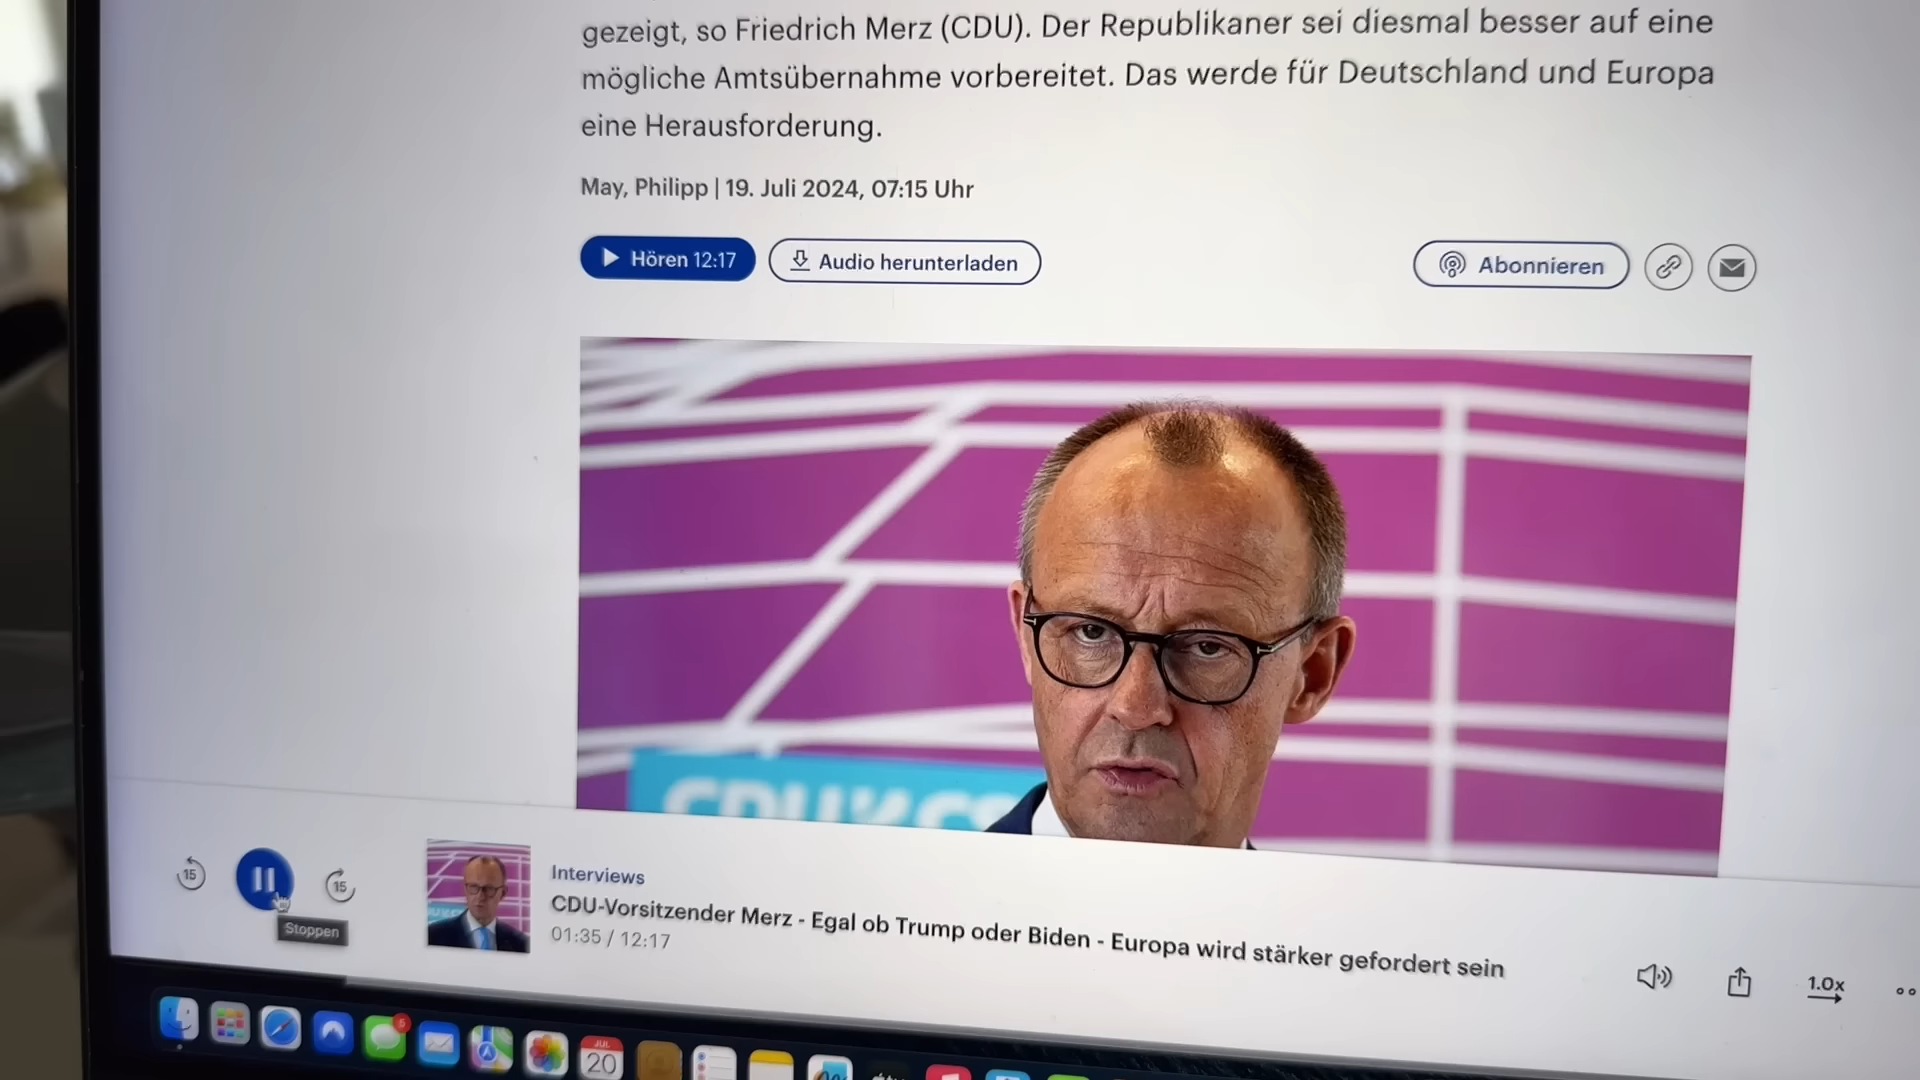 gezeigt, so Friedrich Merz (CDU). Der Republikaner sei diesmal besser auf eine
mögliche Amtsübernahme vorbereitet. Das werde für Deutschland und Europa
eine Herausforderung.
May, Philipp | 19. Juli 2024, 07:15 Uhr
Hören 12:17
Audio herunterladen
Abonnieren
CDU
15
15
Stoppen
Interviews
CDU-Vorsitzender Merz - Egal ob Trump oder Biden - Europa wird stärker gefordert sein
01:35 / 12:17
1.0x
5
JUL
20